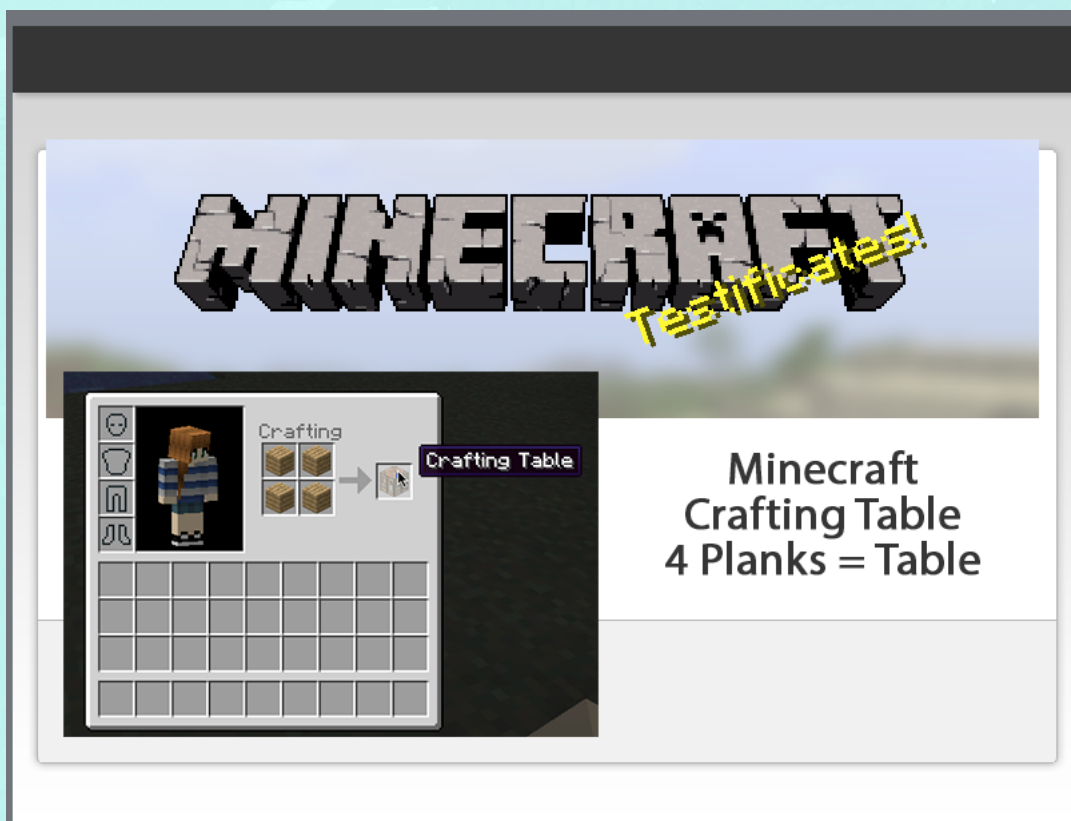 MINECRAFT
Testificates!
Crafting
Crafting Table
Minecraft
Crafting Table
4 Planks = Table